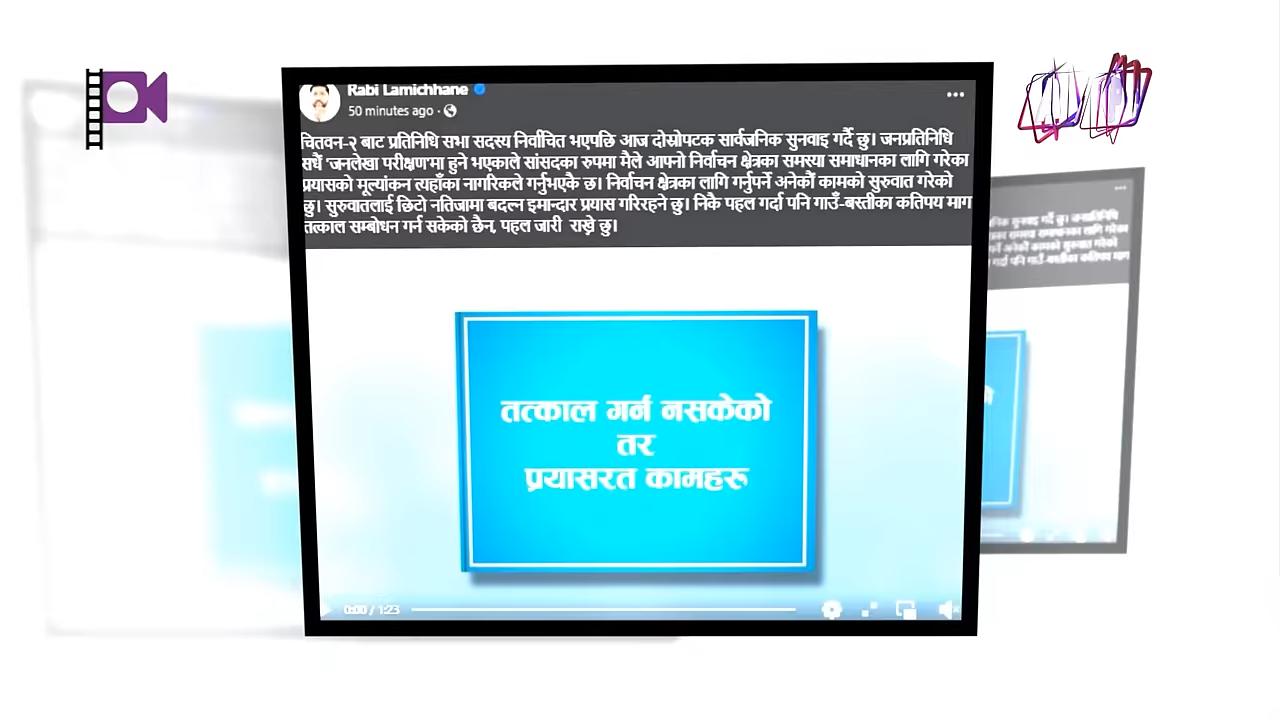 Rabi Lamichhane
50 minutes ago ·
चितवन-२ बाट प्रतिनिधि सभा सदस्य निर्वाचित भएपछि आज दोस्रोपटक सार्वजनिक सुनवाइ गर्दै छु। जनप्रतिनिधि
सधैं 'जनलेखा परीक्षण'मा हुने भएकाले सांसदका रुपमा मैले आफ्नो निर्वाचन क्षेत्रका समस्या समाधानका लागि गरेका
प्रयासको मूल्यांकन त्यहाँका नागरिकले गर्नुभएकै छ। निर्वाचन क्षेत्रका लागि गर्नुपर्ने अनेकौं कामको सुरुवात गरेको
छु। सुरुवातलाई छिटो नतिजामा बदल्न इमान्दार प्रयास गरिरहने छु। निकै पहल गर्दा पनि गाउँ-बस्तीका कतिपय माग
तत्काल सम्बोधन गर्न सकेको छैन्, पहल जारी राख्ने छु।
तत्काल गर्न नसकेको
तर
प्रयासरत कामहरू
0:00 / 1:23